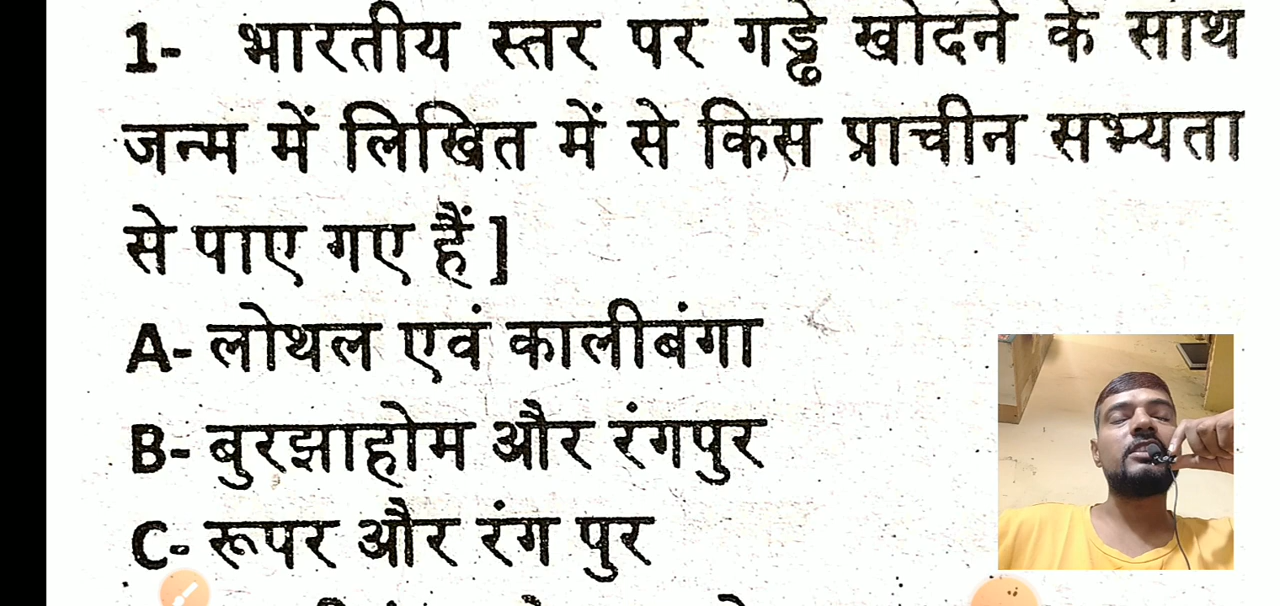 1- भारतीय स्तर पर गड्ढे खोदने के साथ
जन्म में लिखित में से किस प्राचीन सभ्यता
से पाए गए हैं]
A- लोथल एवं कालीबंगा
B- बुरझाहोम और रंगपुर
C- रूपर और रंग पुर